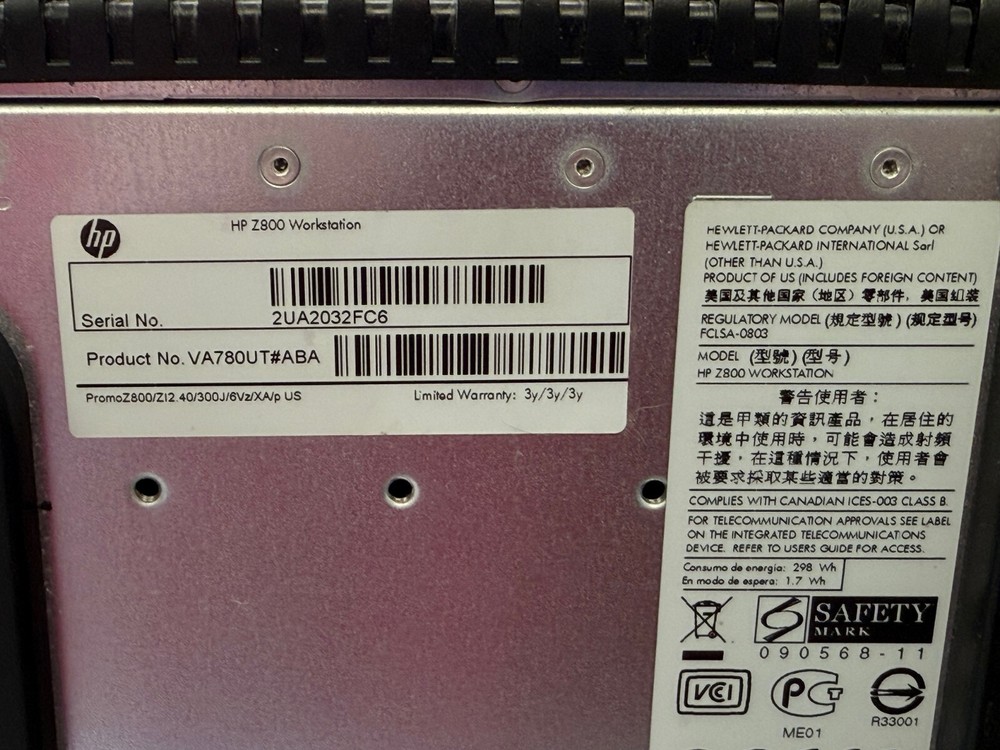 hp
HP Z800 Workstation
Serial No.
2UA2032FC6
Product No. VA780UT#ABA
PromoZ800/ZI2.40/300J/6Vz/XA/p US
Limited Warranty: 3y/3y/3y
HEWLETT-PACKARD COMPANY (U.S.A.) OR
HEWLETT-PACKARD INTERNATIONAL Sarl
(OTHER THAN U.S.A.)
PRODUCT OF US (INCLUDES FOREIGN CONTENT)
美国及其他国家（地区）零部件，美国组装
REGULATORY MODEL (規定型號) (规定型号)
FCLSA-0803
MODEL (型號) (型号)
HP Z800 WORKSTATION
警告使用者：
這是甲類的資訊產品，在居住的
環境中使用時，可能會造成射頻
干擾，在這種情況下，使用者會
被要求採取某些適當的對策。
COMPLIES WITH CANADIAN ICES-003 CLASS B.
FOR TELECOMMUNICATION APPROVALS SEE LABEL
ON THE INTEGRATED TELECOMMUNICATIONS
DEVICE. REFER TO USERS GUIDE FOR ACCESS.
Consumo de energía: 298 Wh
En modo de espera: 1.7 Wh
SAFETY
MARK
090568-11
VCI
PCT
ME01
R33001